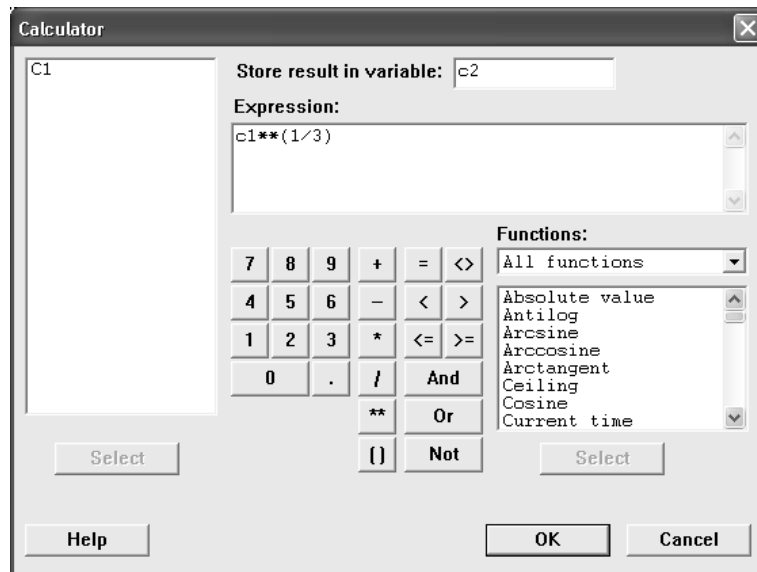 Calculator
C1
Store result in variable: c2
Expression:
c1**(1/3)
Functions:
7 8 9 + = <> All functions
4 5 6 – < >
1 2 3 * <= >=
0 . / And
** Or
() Not
Absolute value
Antilog
Arcsine
Arccosine
Arctangent
Ceiling
Cosine
Current time
Select
Select
Help
OK
Cancel